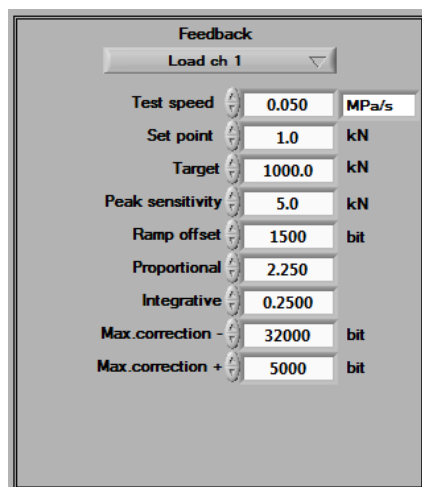 Feedback
Load ch 1
Test speed 0.050 MPa/s
Set point 1.0 kN
Target 1000.0 kN
Peak sensitivity 5.0 kN
Ramp offset 1500 bit
Proportional 2.250
Integrative 0.2500
Max.correction - 32000 bit
Max.correction + 5000 bit